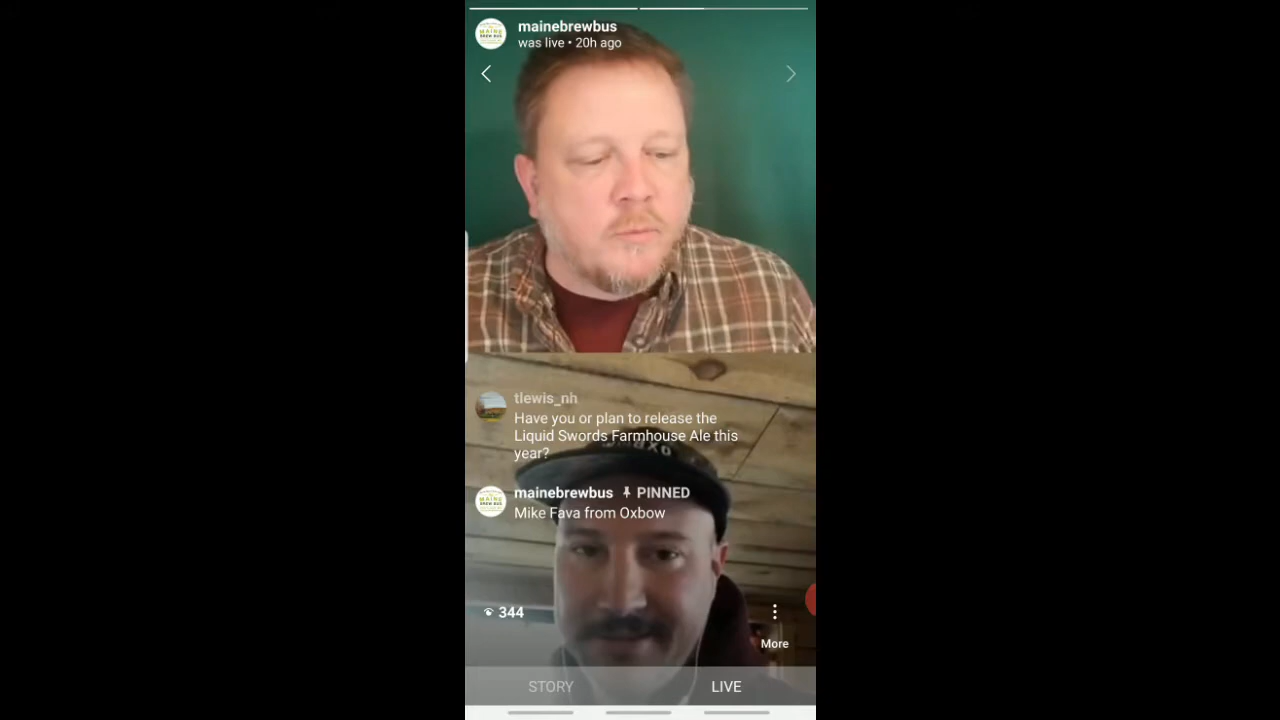 mainebrewbus
was live • 20h ago
tlewis_nh
Have you or plan to release the
Liquid Swords Farmhouse Ale this
year?
mainebrewbus PINNED
Mike Fava from Oxbow
344
More
STORY LIVE